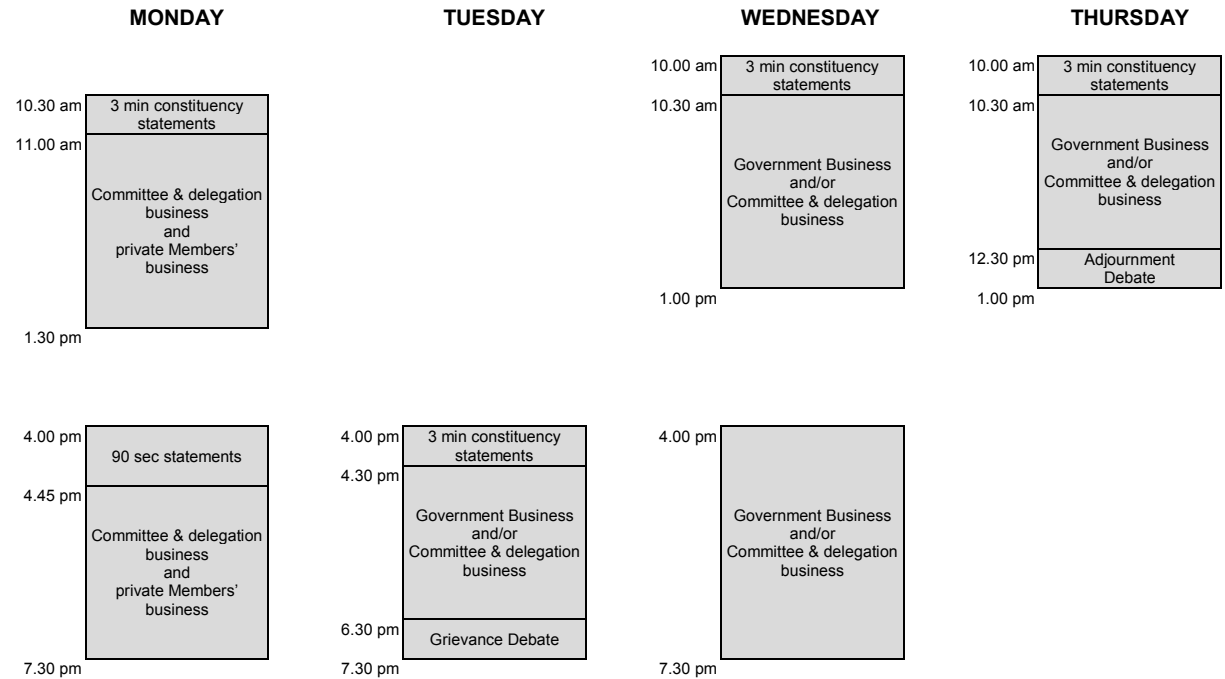 MONDAY
TUESDAY
WEDNESDAY
THURSDAY
10.30 am
3 min constituency
statements
11.00 am
Committee & delegation
business
and
private Members'
business
1.30 pm
4.00 pm
90 sec statements
4.45 pm
Committee & delegation
business
and
private Members'
business
7.30 pm
4.00 pm
3 min constituency
statements
4.30 pm
Government Business
and/or
Committee & delegation
business
6.30 pm
Grievance Debate
7.30 pm
10.00 am
3 min constituency
statements
10.30 am
Government Business
and/or
Committee & delegation
business
1.00 pm
4.00 pm
Government Business
and/or
Committee & delegation
business
7.30 pm
10.00 am
3 min constituency
statements
10.30 am
Government Business
and/or
Committee & delegation
business
12.30 pm
Adjournment
Debate
1.00 pm